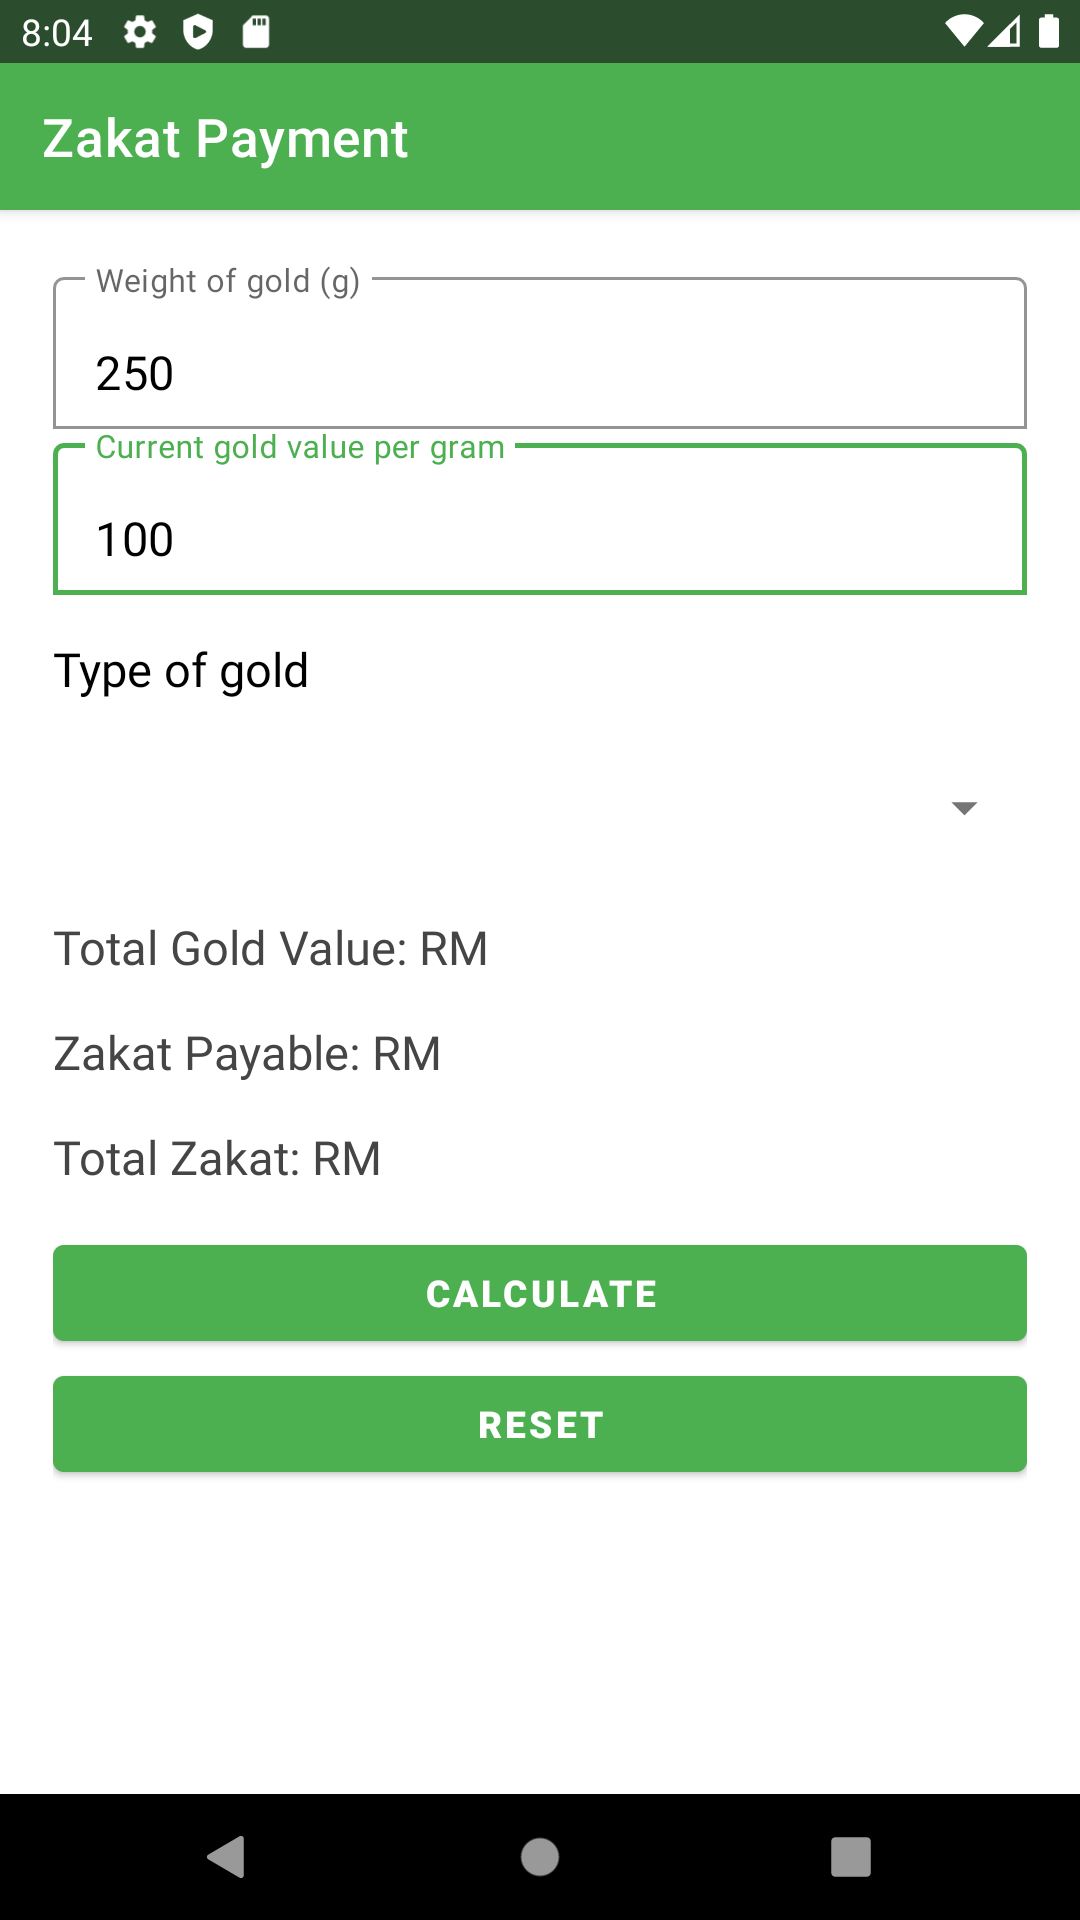 8:04
Zakat Payment
Weight of gold (g)
250
Current gold value per gram
100
Type of gold
Total Gold Value: RM
Zakat Payable: RM
Total Zakat: RM
CALCULATE
RESET